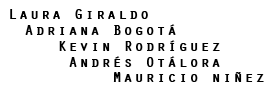 Laura Giraldo
Adriana Bogotá
Kevin Rodríguez
Andrés Otálora
Mauricio niñez